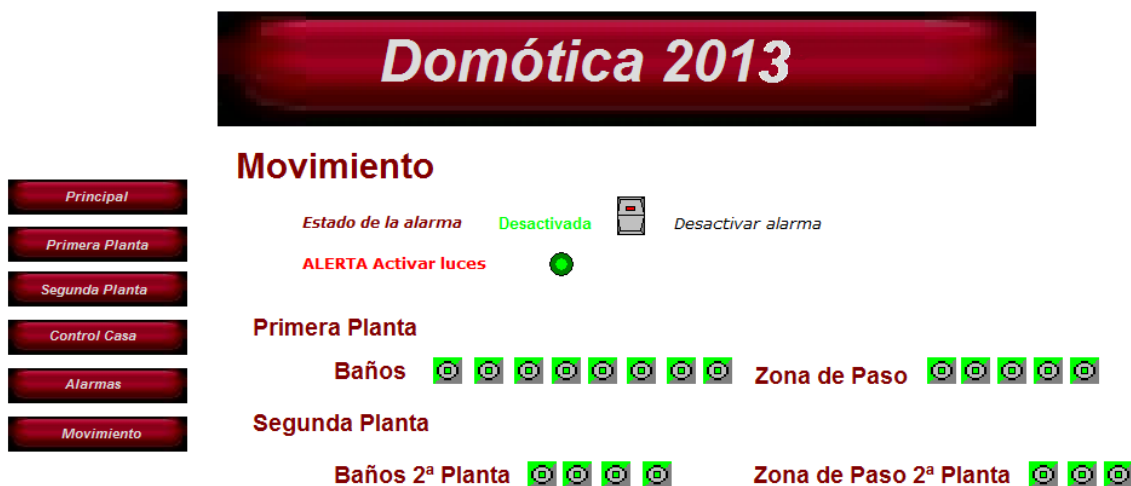 Domótica 2013
Movimiento
Principal
Primera Planta
Segunda Planta
Control Casa
Alarmas
Movimiento
Estado de la alarma Desactivada Desactivar alarma
ALERTA Activar luces
Primera Planta
Baños Zona de Paso
Segunda Planta
Baños 2ª Planta Zona de Paso 2ª Planta